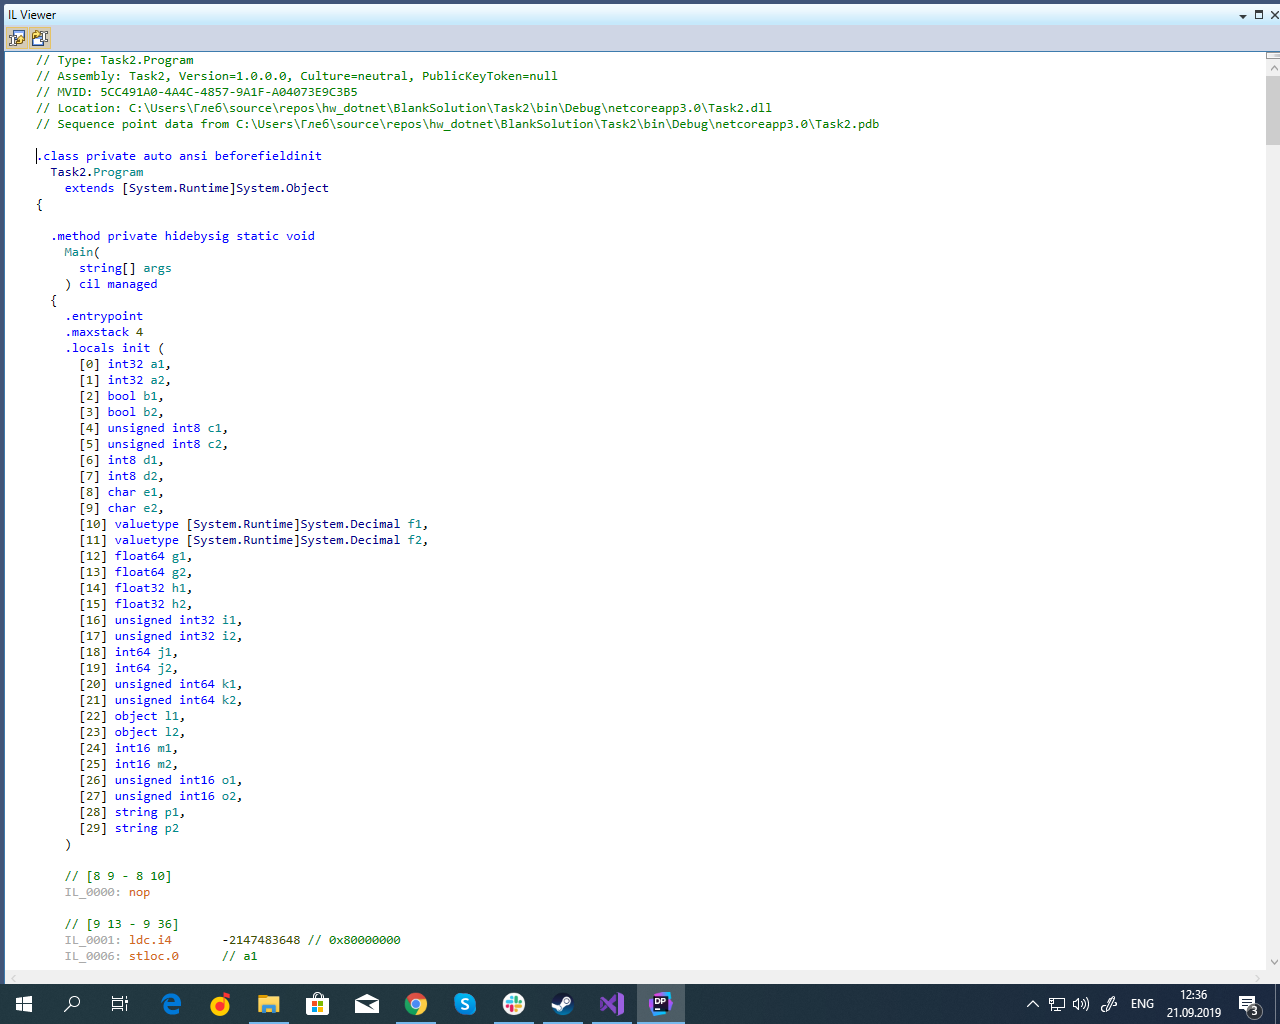 IL Viewer
// Type: Task2.Program
// Assembly: Task2, Version=1.0.0.0, Culture=neutral, PublicKeyToken=null
// MVID: 5CC491A0-4A4C-4857-9A1F-A04073E9C3B5
// Location: C:\Users\Глеб\source\repos\hw_dotnet\BlankSolution\Task2\bin\Debug\netcoreapp3.0\Task2.dll
// Sequence point data from C:\Users\Глеб\source\repos\hw_dotnet\BlankSolution\Task2\bin\Debug\netcoreapp3.0\Task2.pdb
.class private auto ansi beforefieldinit
Task2.Program
extends [System.Runtime]System.Object
{
.method private hidebysig static void
Main(
string[] args
) cil managed
{
.entrypoint
.maxstack 4
.locals init (
[0] int32 a1,
[1] int32 a2,
[2] bool b1,
[3] bool b2,
[4] unsigned int8 c1,
[5] unsigned int8 c2,
[6] int8 d1,
[7] int8 d2,
[8] char e1,
[9] char e2,
[10] valuetype [System.Runtime]System.Decimal f1,
[11] valuetype [System.Runtime]System.Decimal f2,
[12] float64 g1,
[13] float64 g2,
[14] float32 h1,
[15] float32 h2,
[16] unsigned int32 i1,
[17] unsigned int32 i2,
[18] int64 j1,
[19] int64 j2,
[20] unsigned int64 k1,
[21] unsigned int64 k2,
[22] object l1,
[23] object l2,
[24] int16 m1,
[25] int16 m2,
[26] unsigned int16 o1,
[27] unsigned int16 o2,
[28] string p1,
[29] string p2
)
// [8 9 - 8 10]
IL_0000: nop
// [9 13 - 9 36]
IL_0001: ldc.i4 -2147483648 // 0x80000000
IL_0006: stloc.0 // a1
DP
ENG
12:36
21.09.2019
3